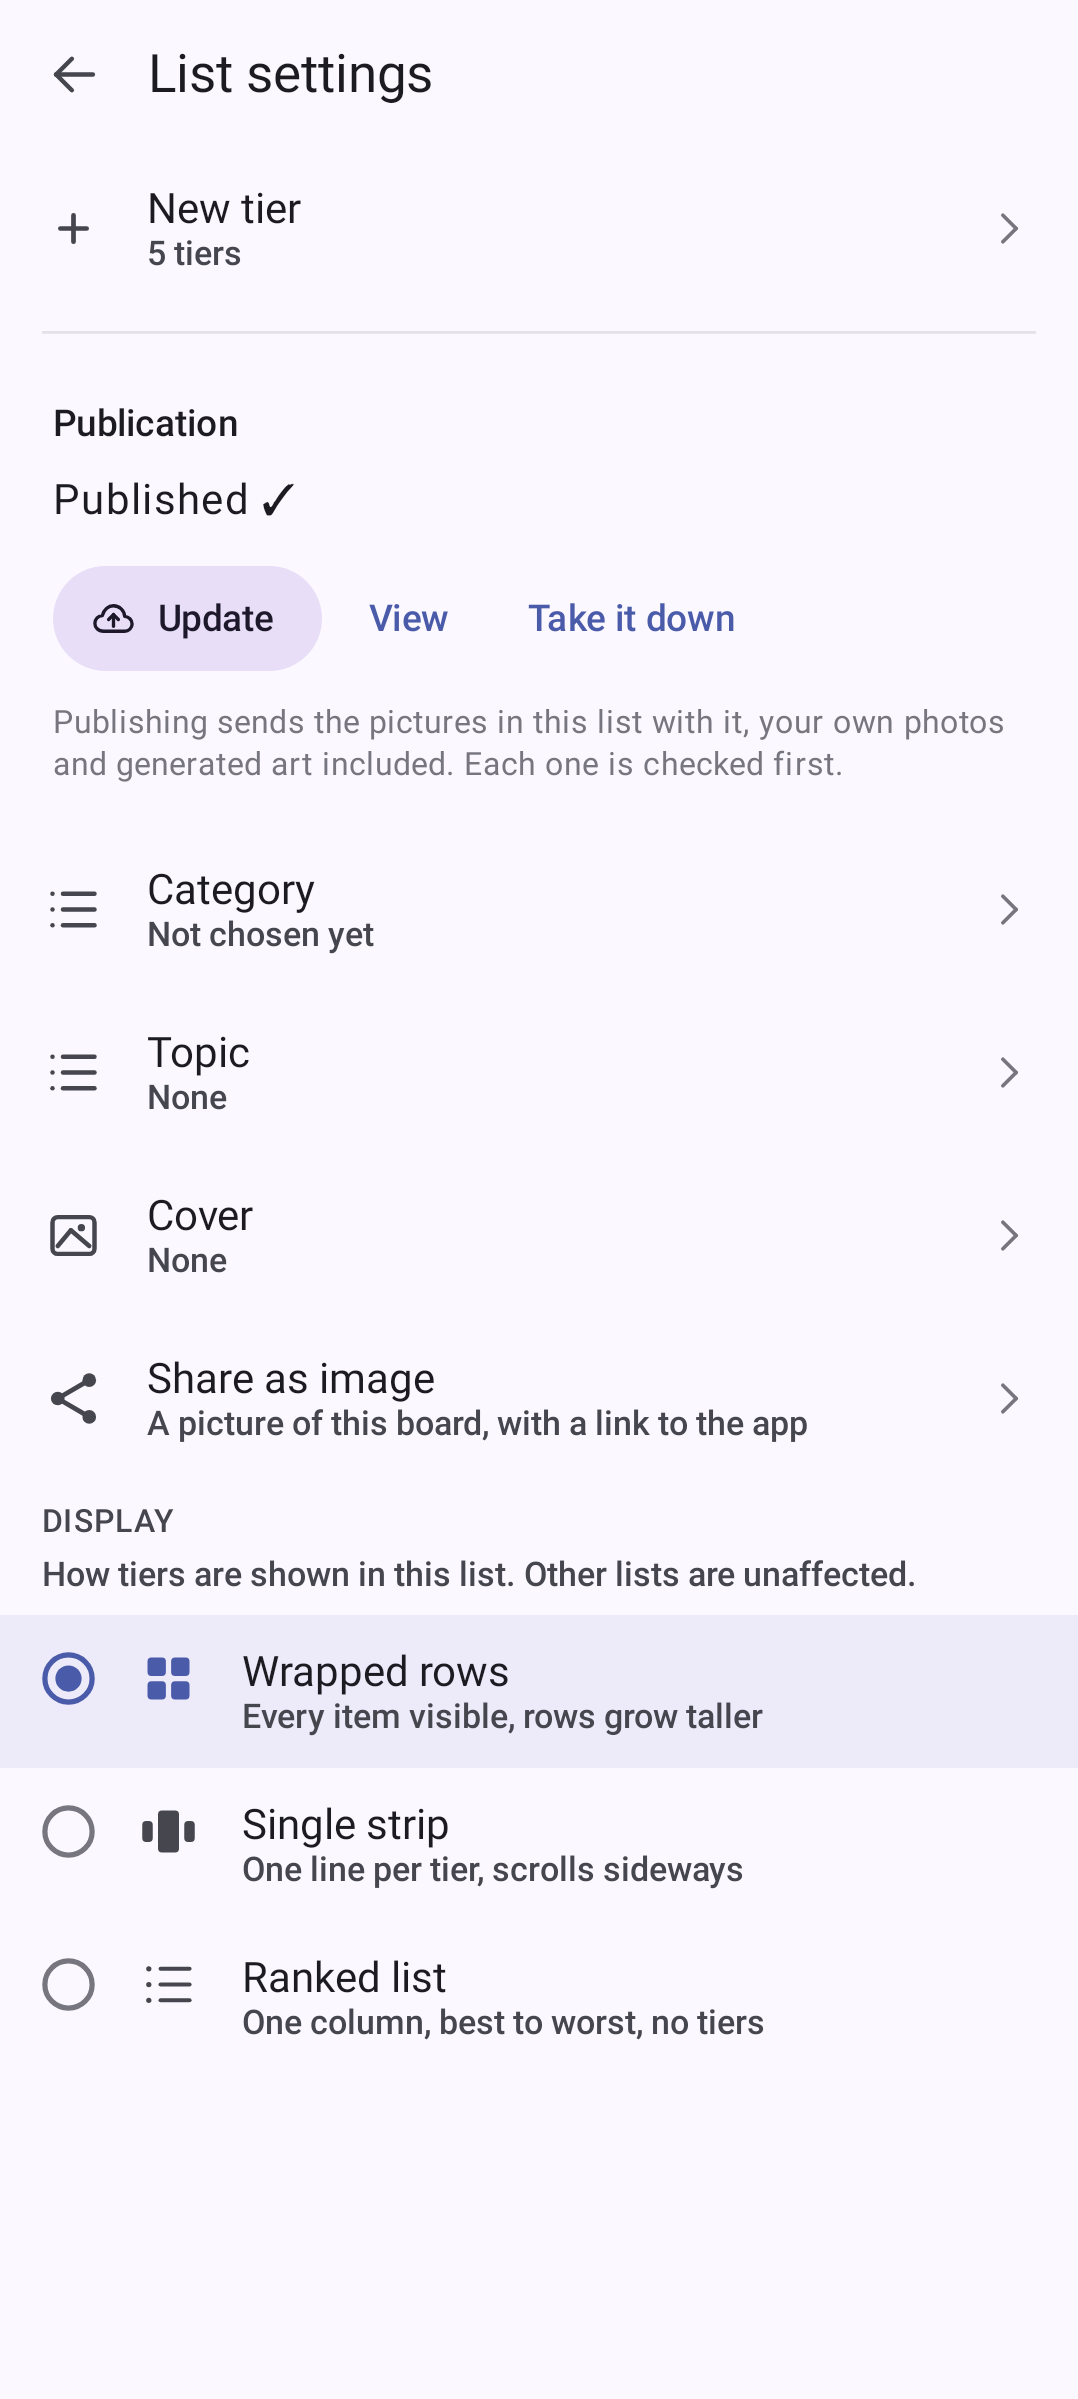 List settings
New tier
5 tiers
Publication
Published ✓
Update
View
Take it down
Publishing sends the pictures in this list with it, your own photos
and generated art included. Each one is checked first.
Category
Not chosen yet
Topic
None
Cover
None
Share as image
A picture of this board, with a link to the app
DISPLAY
How tiers are shown in this list. Other lists are unaffected.
Wrapped rows
Every item visible, rows grow taller
Single strip
One line per tier, scrolls sideways
Ranked list
One column, best to worst, no tiers